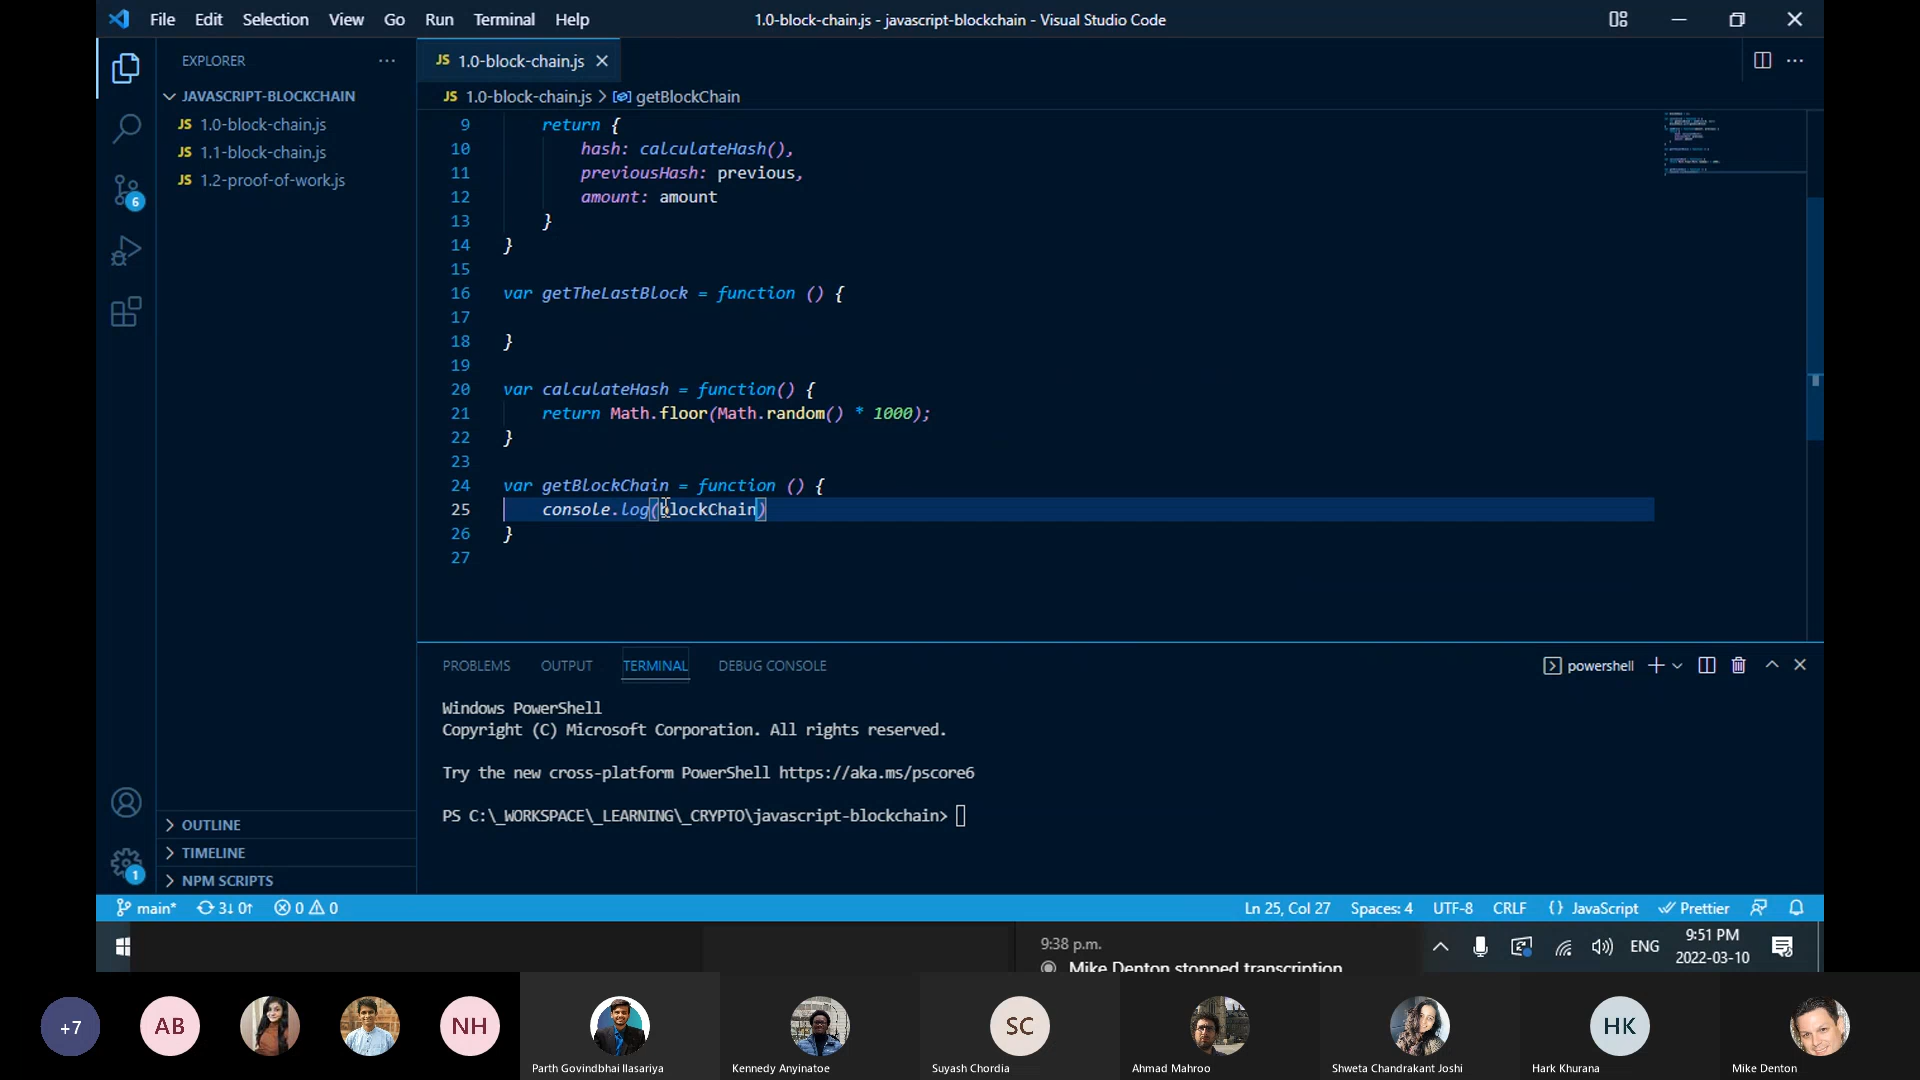 File Edit Selection View Go Run Terminal Help 1.0-block-chain.js - javascript-blockchain - Visual Studio Code
EXPLORER ···
JS 1.0-block-chain.js
JAVASCRIPT-BLOCKCHAIN
JS 1.0-block-chain.js
JS 1.1-block-chain.js
JS 1.2-proof-of-work.js
6
JS 1.0-block-chain.js > getBlockChain
9 return {
10 hash: calculateHash(),
11 previousHash: previous,
12 amount: amount
13 }
14 }
15
16 var getTheLastBlock = function () {
17
18 }
19
20 var calculateHash = function() {
21 return Math.floor(Math.random() * 1000);
22 }
23
24 var getBlockChain = function () {
25 console.log(blockChain)
26 }
27
OUTLINE
TIMELINE
NPM SCRIPTS
1
PROBLEMS OUTPUT TERMINAL DEBUG CONSOLE powershell
Windows PowerShell
Copyright (C) Microsoft Corporation. All rights reserved.
Try the new cross-platform PowerShell https://aka.ms/pscore6
PS C:\_WORKSPACE\_LEARNING\_CRYPTO\javascript-blockchain>
main* 3↓ 0↑ 0 0 Ln 25, Col 27 Spaces: 4 UTF-8 CRLF {} JavaScript Prettier
9:38 p.m.
Mike Denton stopped transcription
ENG
9:51 PM
2022-03-10
+7 AB NH SC HK
Parth Govindbhai Ilasariya Kennedy Anyinatoe Suyash Chordia Ahmad Mahroo Shweta Chandrakant Joshi Hark Khurana Mike Denton